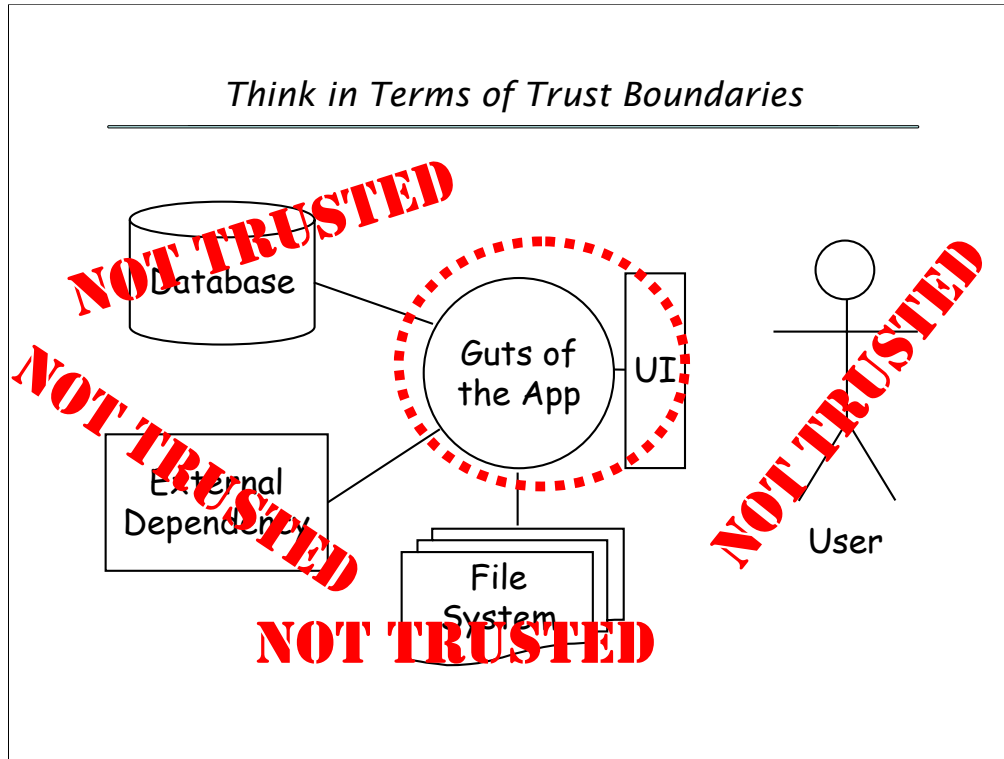 Think in Terms of Trust Boundaries
NOT TRUSTED
Database
Guts of
the App
UI
NOT TRUSTED
External
Dependency
NOT TRUSTED
User
File
System
NOT TRUSTED